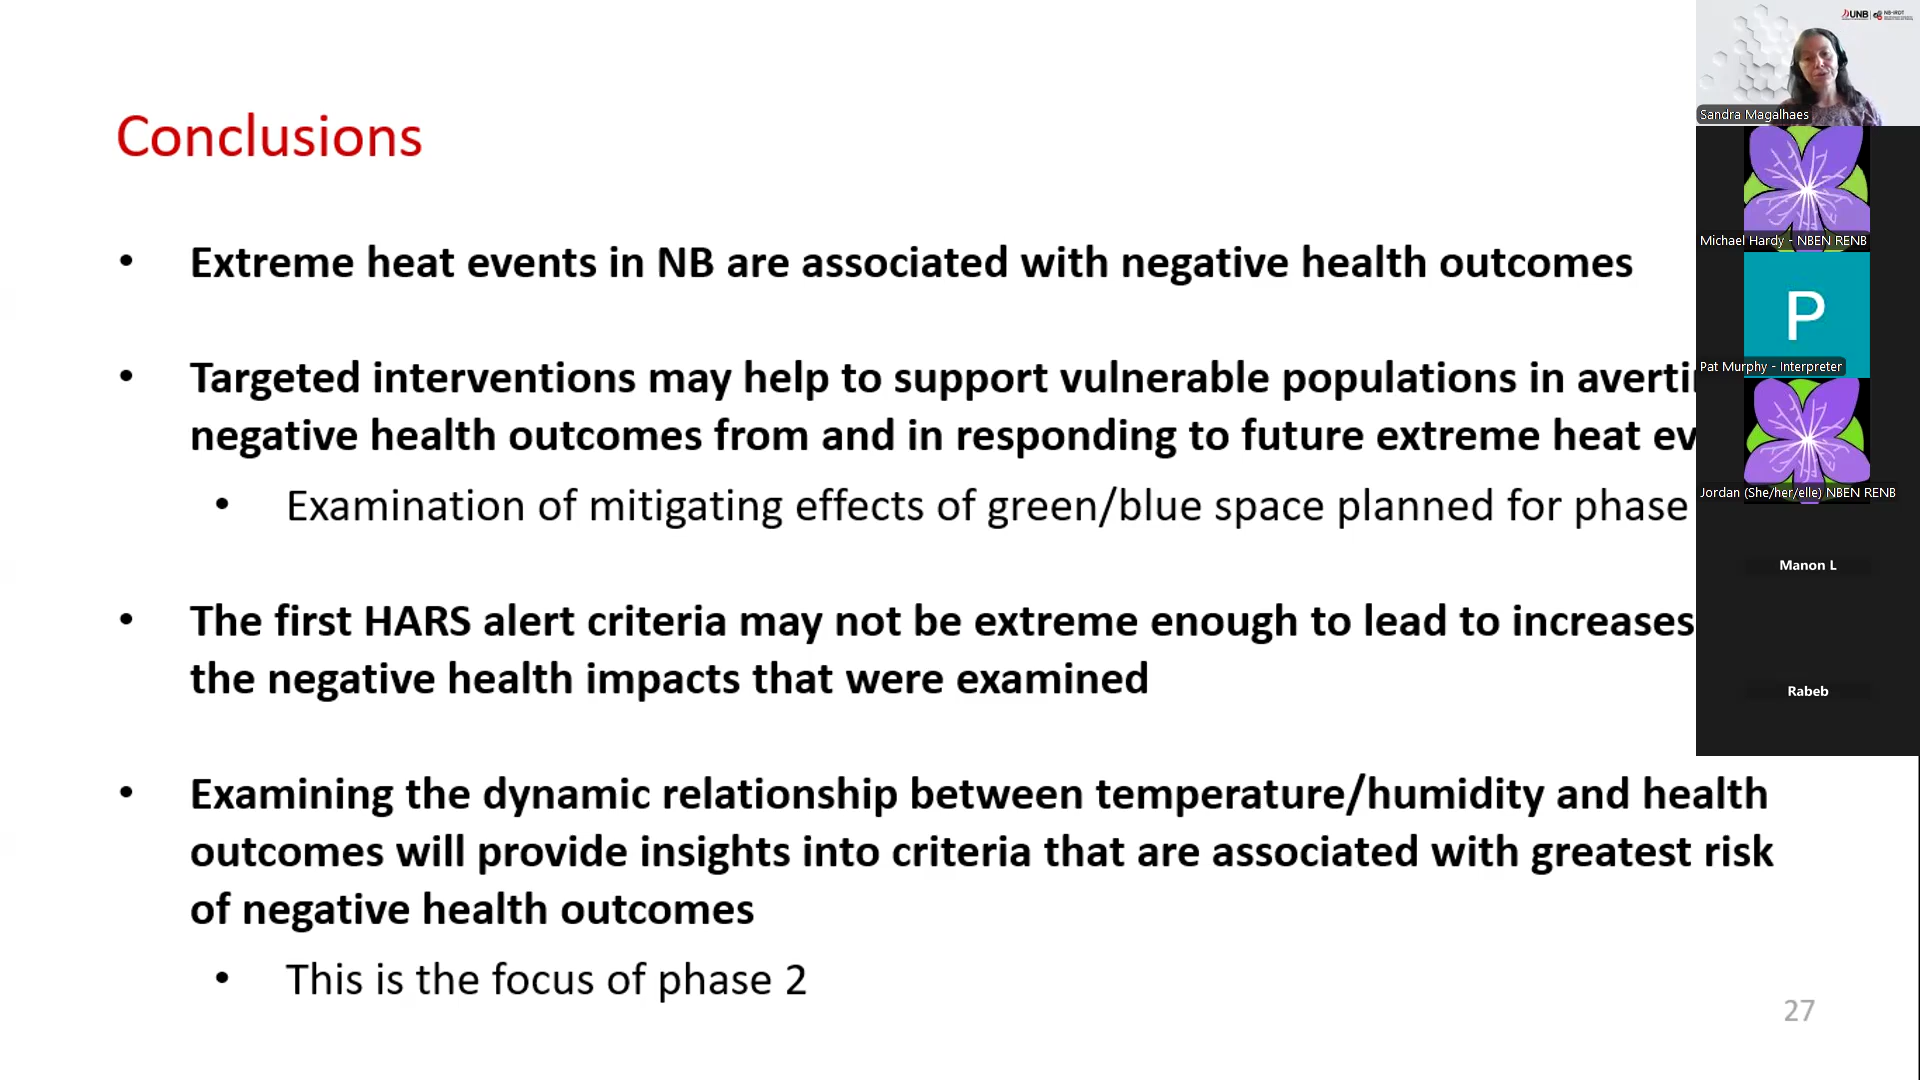 Conclusions
• Extreme heat events in NB are associated with negative health outcomes
• Targeted interventions may help to support vulnerable populations in averti
negative health outcomes from and in responding to future extreme heat ev
• Examination of mitigating effects of green/blue space planned for phase
• The first HARS alert criteria may not be extreme enough to lead to increases
the negative health impacts that were examined
• Examining the dynamic relationship between temperature/humidity and health
outcomes will provide insights into criteria that are associated with greatest risk
of negative health outcomes
• This is the focus of phase 2
27
UNB NB-IRDT
Sandra Magalhaes
Michael Hardy - NBEN RENB
P
Pat Murphy - Interpreter
Jordan (She/her/elle) NBEN RENB
Manon L
Rabeb